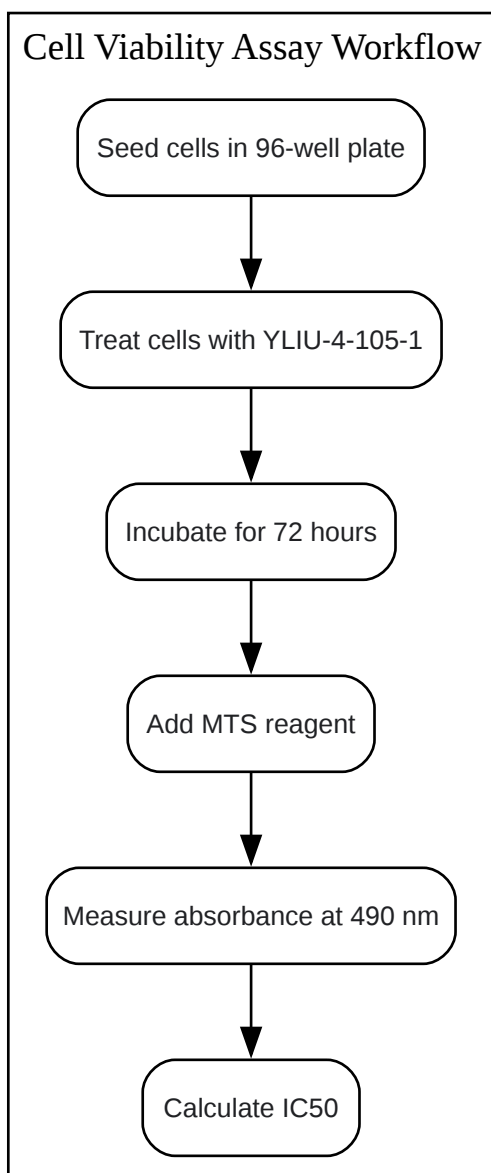 Cell Viability Assay Workflow
Seed cells in 96-well plate
Treat cells with YLIU-4-105-1
Incubate for 72 hours
Add MTS reagent
Measure absorbance at 490 nm
Calculate IC50